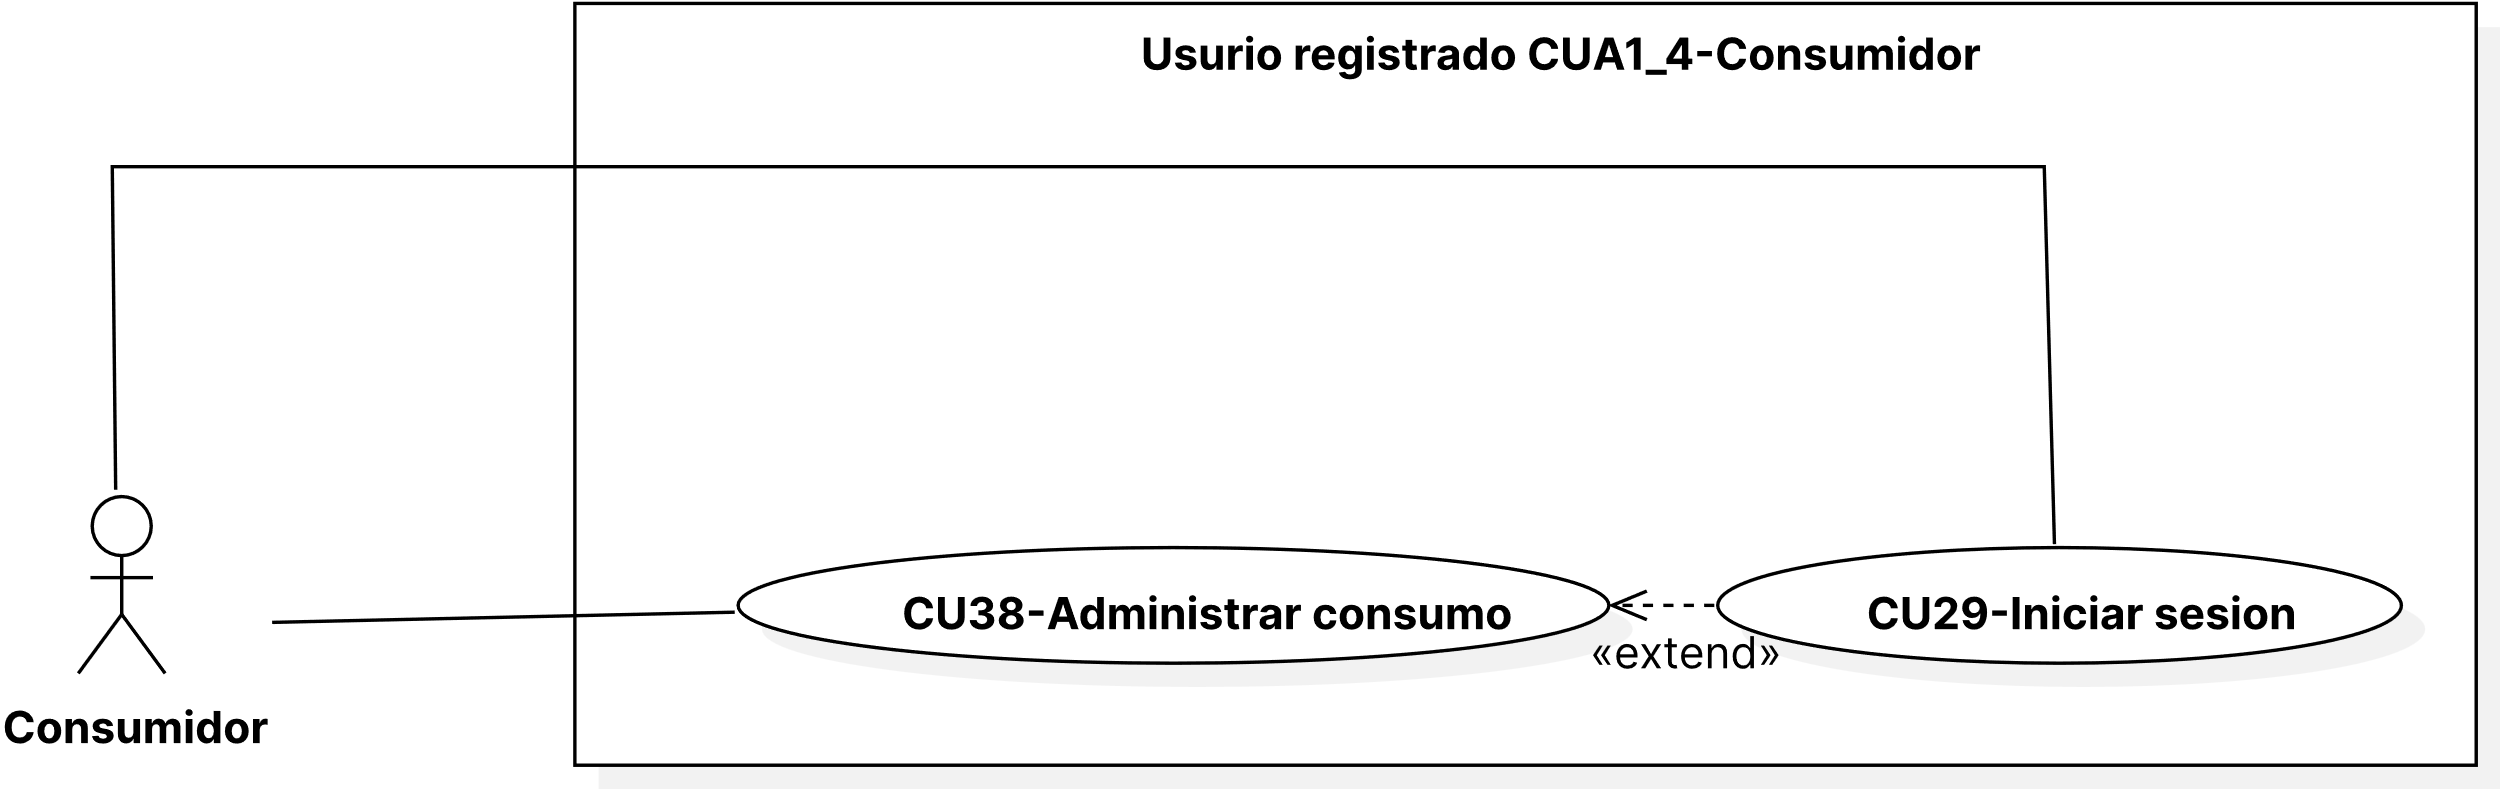 Usurio registrado CUA1_4-Consumidor
CU38-Administrar consumo
CU29-Iniciar sesion
«extend»
Consumidor